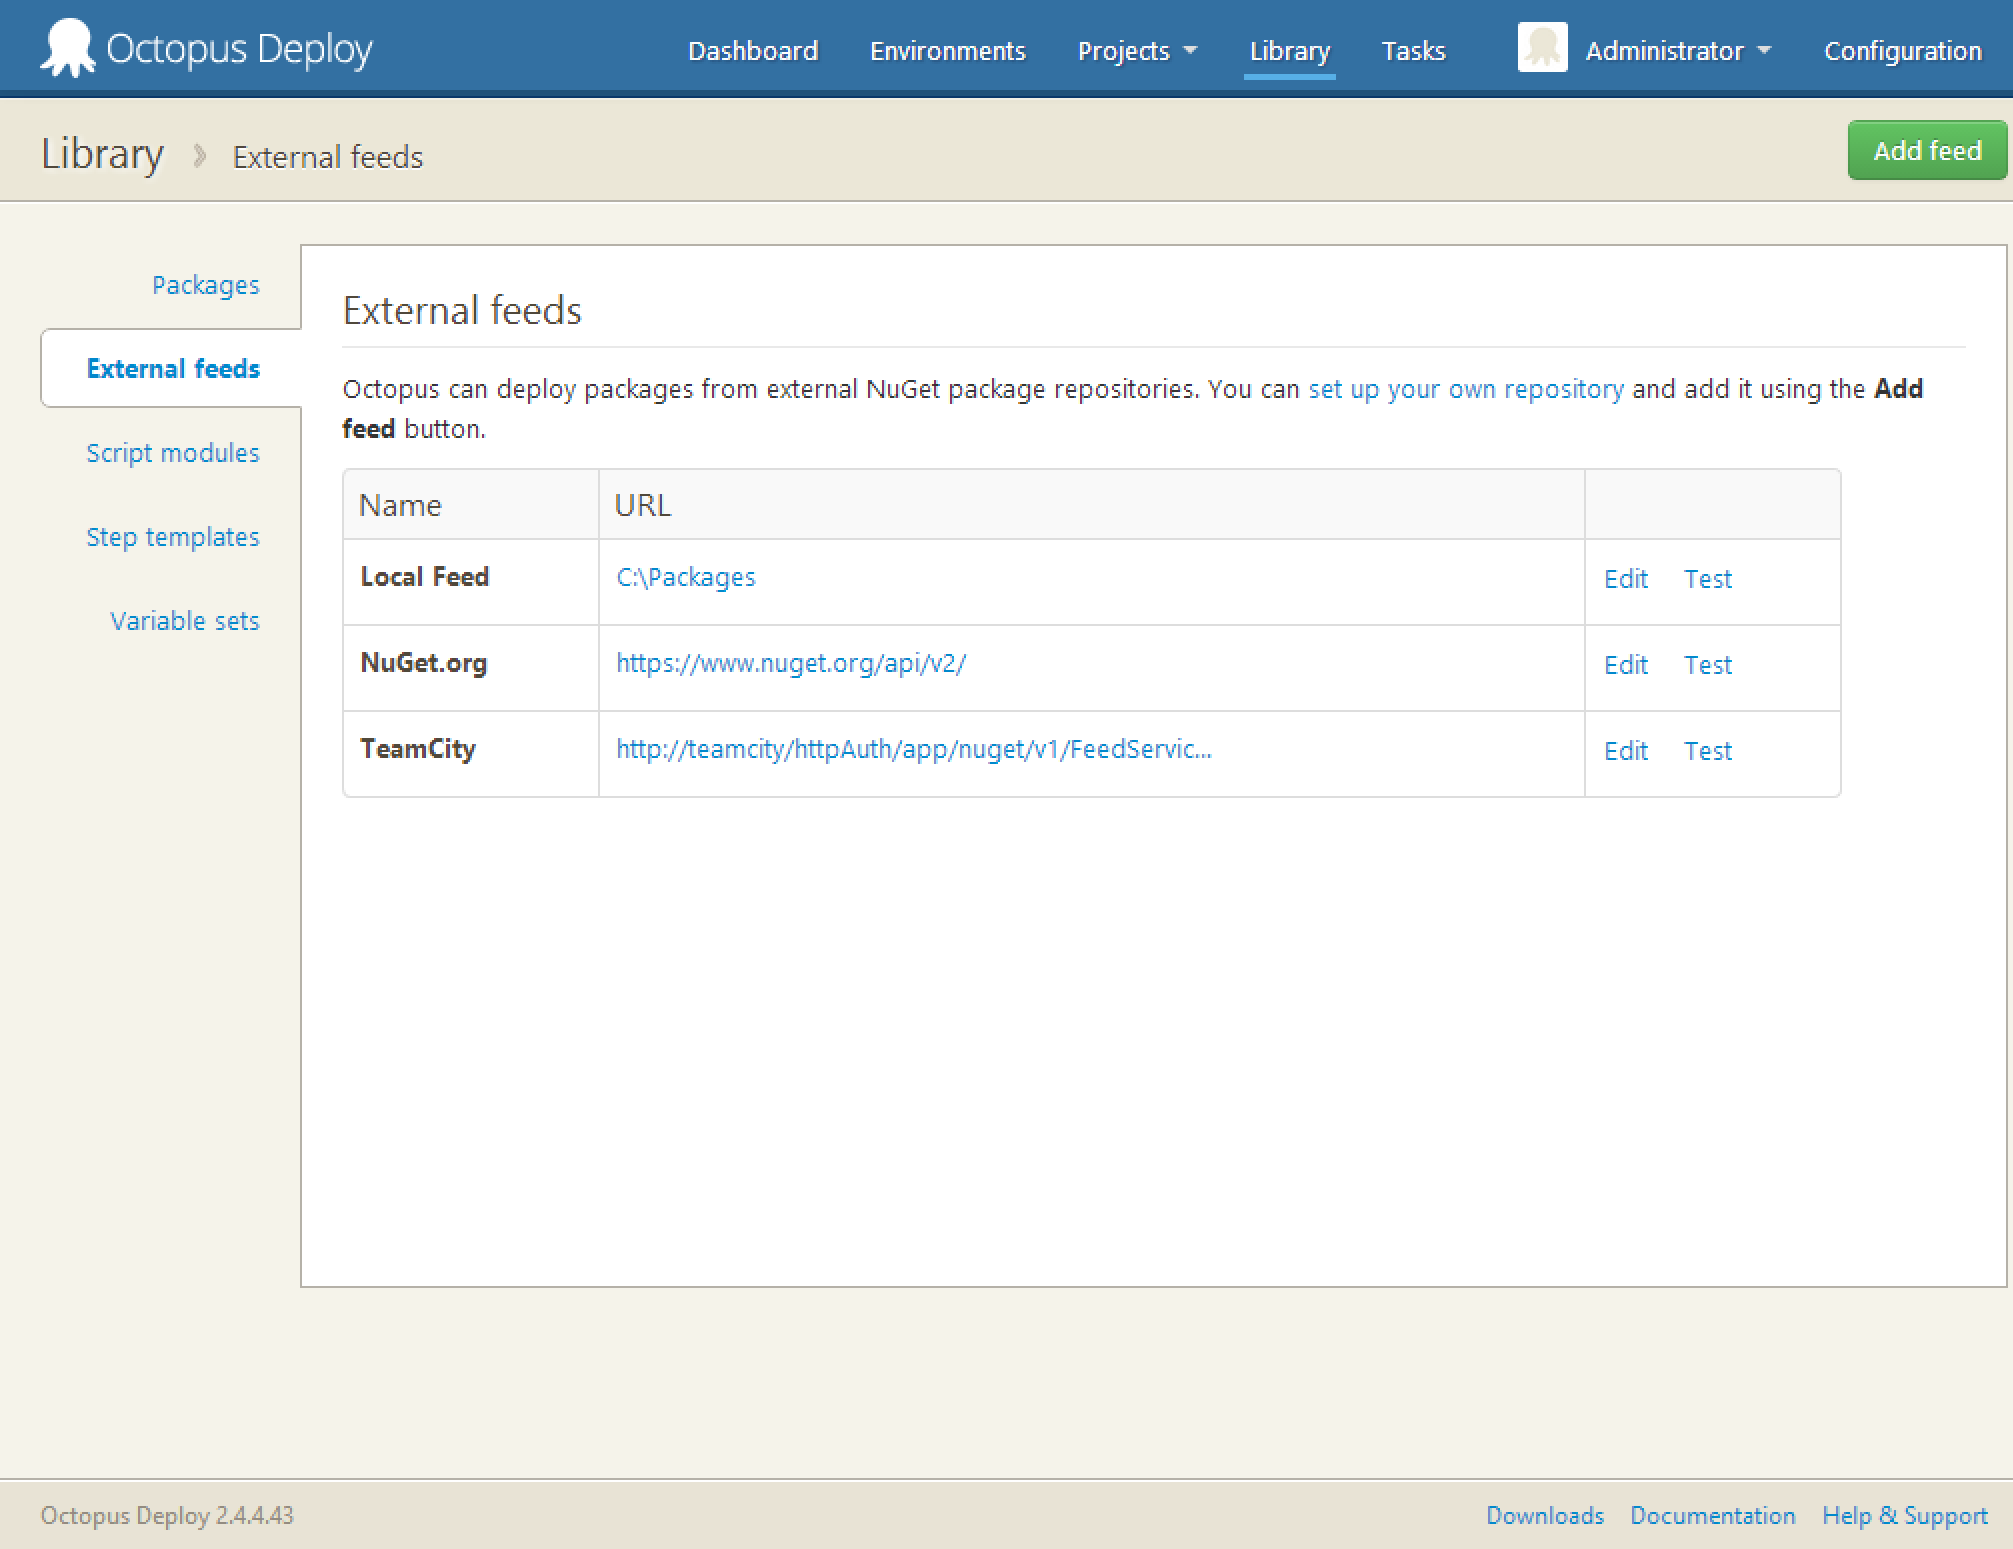 Octopus Deploy
Dashboard Environments Projects Library Tasks Administrator Configuration
Library External feeds Add feed
Packages
External feeds
Script modules
Step templates
Variable sets
External feeds
Octopus can deploy packages from external NuGet package repositories. You can set up your own repository and add it using the Add
feed button.
Name URL
Local Feed C:\Packages Edit Test
NuGet.org https://www.nuget.org/api/v2/ Edit Test
TeamCity http://teamcity/httpAuth/app/nuget/v1/FeedServic... Edit Test
Octopus Deploy 2.4.4.43 Downloads Documentation Help & Support